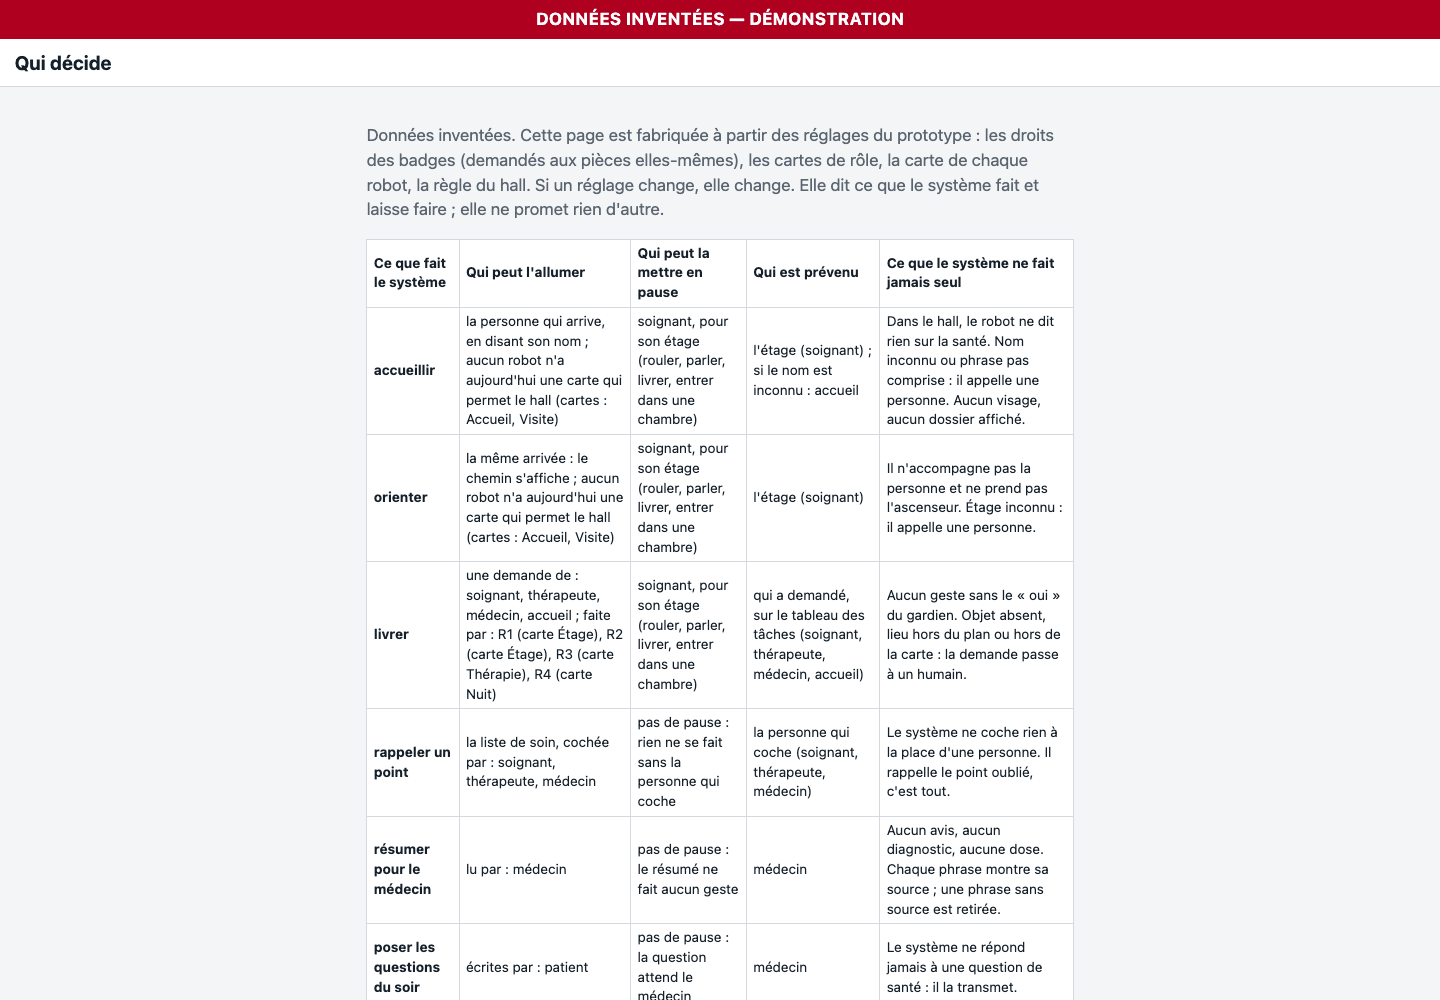 DONNÉES INVENTÉES — DÉMONSTRATION
Qui décide
Données inventées. Cette page est fabriquée à partir des réglages du prototype : les droits
des badges (demandés aux pièces elles-mêmes), les cartes de rôle, la carte de chaque
robot, la règle du hall. Si un réglage change, elle change. Elle dit ce que le système fait et
laisse faire ; elle ne promet rien d'autre.
Ce que fait
le système
Qui peut l'allumer
Qui peut la
mettre en
pause
Qui est prévenu
Ce que le système ne fait
jamais seul
accueillir
la personne qui arrive,
en disant son nom ;
aucun robot n'a
aujourd'hui une carte qui
permet le hall (cartes :
Accueil, Visite)
soignant, pour
son étage
(rouler, parler,
livrer, entrer
dans une
chambre)
l'étage (soignant) ;
si le nom est
inconnu : accueil
Dans le hall, le robot ne dit
rien sur la santé. Nom
inconnu ou phrase pas
comprise : il appelle une
personne. Aucun visage,
aucun dossier affiché.
orienter
la même arrivée : le
chemin s'affiche ; aucun
robot n'a aujourd'hui une
carte qui permet le hall
(cartes : Accueil, Visite)
soignant, pour
son étage
(rouler, parler,
livrer, entrer
dans une
chambre)
l'étage (soignant)
Il n'accompagne pas la
personne et ne prend pas
l'ascenseur. Étage inconnu :
il appelle une personne.
livrer
une demande de :
soignant, thérapeute,
médecin, accueil ; faite
par : R1 (carte Étage), R2
(carte Étage), R3 (carte
Thérapie), R4 (carte
Nuit)
soignant, pour
son étage
(rouler, parler,
livrer, entrer
dans une
chambre)
qui a demandé,
sur le tableau des
tâches (soignant,
thérapeute,
médecin, accueil)
Aucun geste sans le « oui »
du gardien. Objet absent,
lieu hors du plan ou hors de
la carte : la demande passe
à un humain.
rappeler un
point
la liste de soin, cochée
par : soignant,
thérapeute, médecin
pas de pause :
rien ne se fait
sans la
personne qui
coche
la personne qui
coche (soignant,
thérapeute,
médecin)
Le système ne coche rien à
la place d'une personne. Il
rappelle le point oublié,
c'est tout.
résumer
pour le
médecin
lu par : médecin
pas de pause :
le résumé ne
fait aucun geste
médecin
Aucun avis, aucun
diagnostic, aucune dose.
Chaque phrase montre sa
source ; une phrase sans
source est retirée.
poser les
questions
du soir
écrites par : patient
pas de pause :
la question
attend le
médecin
médecin
Le système ne répond
jamais à une question de
santé : il la transmet.